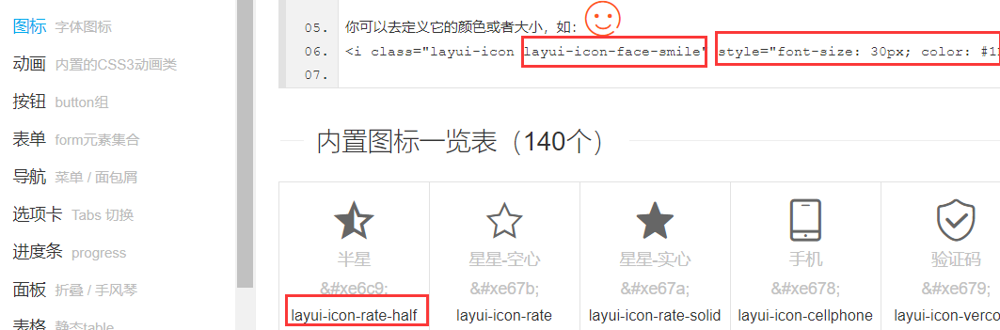 图标 字体图标
动画 内置的CSS3动画类
按钮 button组
表单 form元素集合
导航 菜单 / 面包屑
选项卡 Tabs 切换
进度条 progress
面板 折叠 / 手风琴
表格 静态table
05. 你可以去定义它的颜色或者大小，如：
06. <i class="layui-icon layui-icon-face-smile" style="font-size: 30px; color: #1
07.
内置图标一览表（140个）
半星 星星-空心 星星-实心 手机 验证码
&#xe6c9; &#xe67b; &#xe67a; &#xe678; &#xe679;
layui-icon-rate-half layui-icon-rate layui-icon-rate-solid layui-icon-cellphone layui-icon-verc